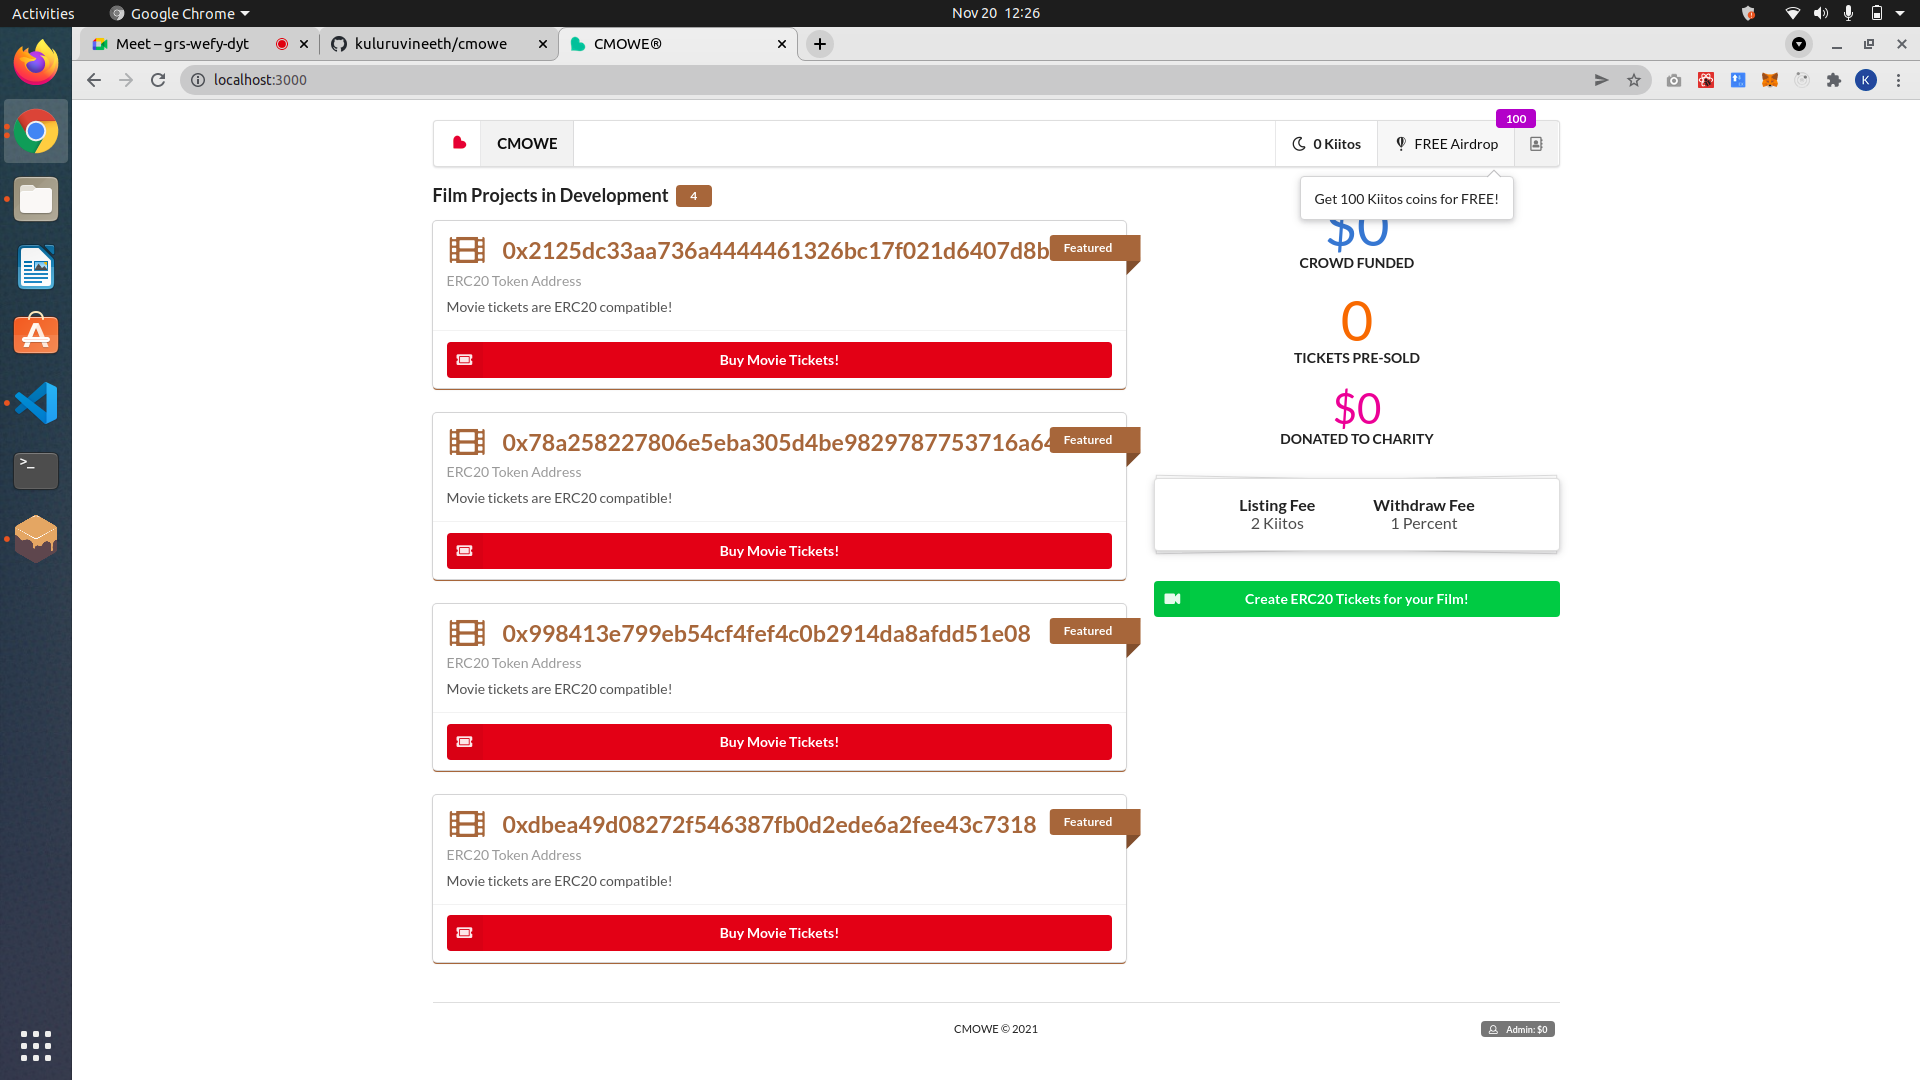 Activities
Google Chrome
Nov 20 12:26
Meet – grs-wefy-dyt
kuluruvineeth/cmowe
CMOWE®
localhost:3000
K
CMOWE
0 Kiitos
FREE Airdrop
100
Get 100 Kiitos coins for FREE!
Film Projects in Development 4
0x2125dc33aa736a4444461326bc17f021d6407d8b
Featured
ERC20 Token Address
Movie tickets are ERC20 compatible!
Buy Movie Tickets!
0x78a258227806e5eba305d4be9829787753716a64
Featured
ERC20 Token Address
Movie tickets are ERC20 compatible!
Buy Movie Tickets!
0x998413e799eb54cf4fef4c0b2914da8afdd51e08
Featured
ERC20 Token Address
Movie tickets are ERC20 compatible!
Buy Movie Tickets!
0xdbea49d08272f546387fb0d2ede6a2fee43c7318
Featured
ERC20 Token Address
Movie tickets are ERC20 compatible!
Buy Movie Tickets!
$0
CROWD FUNDED
0
TICKETS PRE-SOLD
$0
DONATED TO CHARITY
Listing Fee
2 Kiitos
Withdraw Fee
1 Percent
Create ERC20 Tickets for your Film!
CMOWE © 2021
Admin: $0